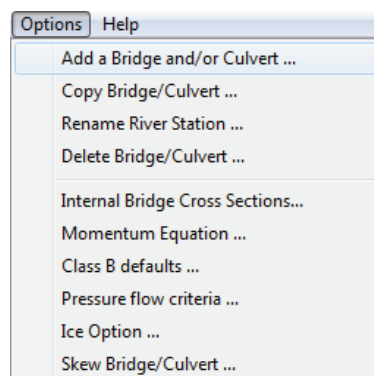 Options Help
Add a Bridge and/or Culvert ...
Copy Bridge/Culvert ...
Rename River Station ...
Delete Bridge/Culvert ...
Internal Bridge Cross Sections...
Momentum Equation ...
Class B defaults ...
Pressure flow criteria ...
Ice Option ...
Skew Bridge/Culvert ...